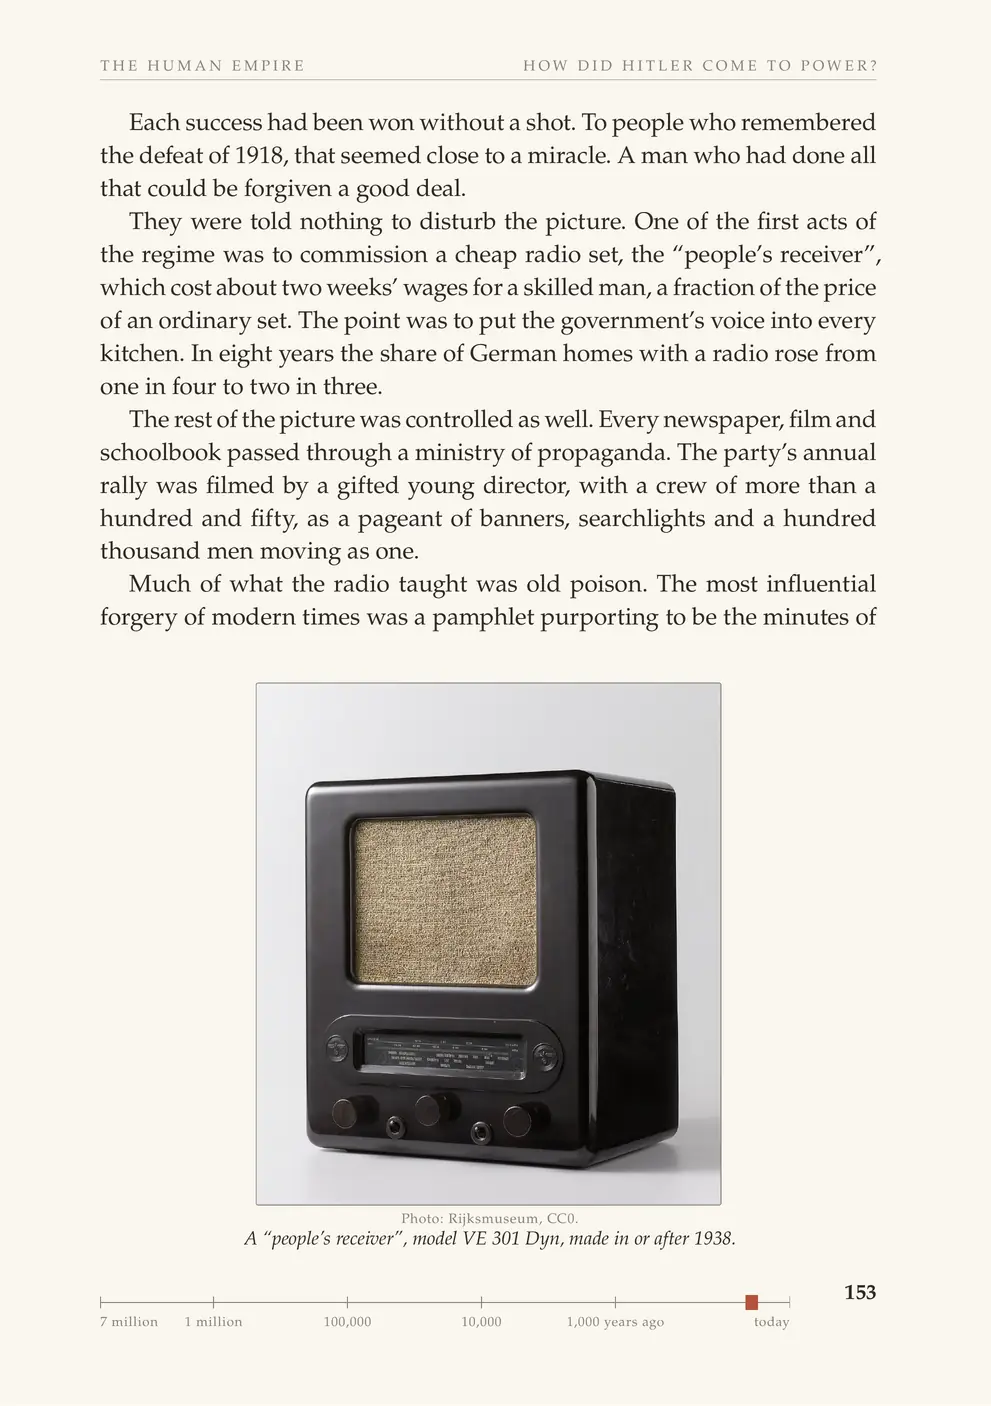 THE HUMAN EMPIRE
HOW DID HITLER COME TO POWER?
Each success had been won without a shot. To people who remembered
the defeat of 1918, that seemed close to a miracle. A man who had done all
that could be forgiven a good deal.
They were told nothing to disturb the picture. One of the first acts of
the regime was to commission a cheap radio set, the “people’s receiver”,
which cost about two weeks’ wages for a skilled man, a fraction of the price
of an ordinary set. The point was to put the government’s voice into every
kitchen. In eight years the share of German homes with a radio rose from
one in four to two in three.
The rest of the picture was controlled as well. Every newspaper, film and
schoolbook passed through a ministry of propaganda. The party’s annual
rally was filmed by a gifted young director, with a crew of more than a
hundred and fifty, as a pageant of banners, searchlights and a hundred
thousand men moving as one.
Much of what the radio taught was old poison. The most influential
forgery of modern times was a pamphlet purporting to be the minutes of
Photo: Rijksmuseum, CC0.
A “people’s receiver”, model VE 301 Dyn, made in or after 1938.
153
7 million 1 million 100,000 10,000 1,000 years ago today